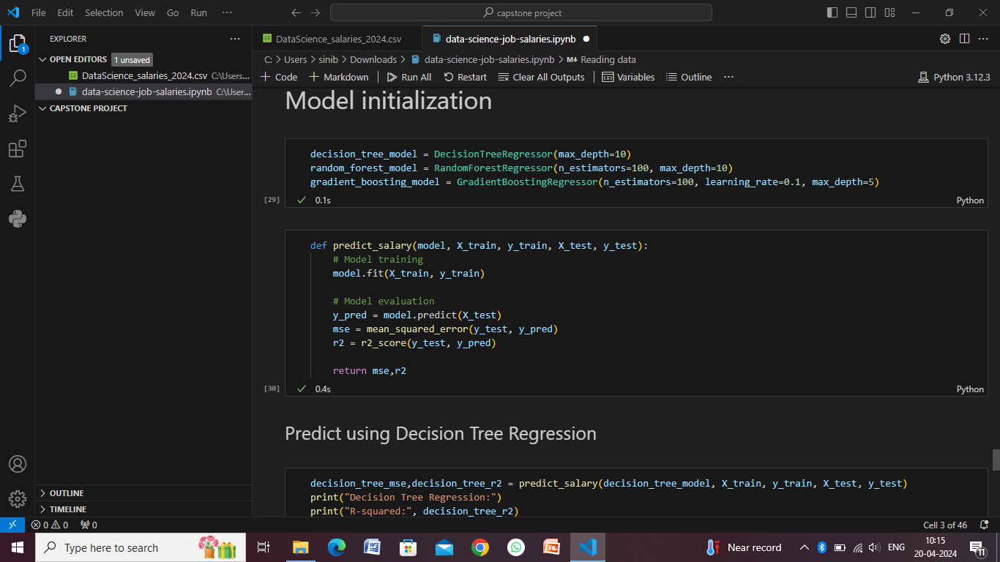 File Edit Selection View Go Run ··· capstone project
EXPLORER ···
OPEN EDITORS 1 unsaved
DataScience_salaries_2024.csv C:\Users...
data-science-job-salaries.ipynb C:\User...
CAPSTONE PROJECT
OUTLINE
TIMELINE
1
DataScience_salaries_2024.csv data-science-job-salaries.ipynb
C: > Users > sinib > Downloads > data-science-job-salaries.ipynb > Reading data
Code Markdown Run All Restart Clear All Outputs Variables Outline ··· Python 3.12.3
Model initialization
decision_tree_model = DecisionTreeRegressor(max_depth=10)
random_forest_model = RandomForestRegressor(n_estimators=100, max_depth=10)
gradient_boosting_model = GradientBoostingRegressor(n_estimators=100, learning_rate=0.1, max_depth=5)
[29] 0.1s Python
def predict_salary(model, X_train, y_train, X_test, y_test):
# Model training
model.fit(X_train, y_train)
# Model evaluation
y_pred = model.predict(X_test)
mse = mean_squared_error(y_test, y_pred)
r2 = r2_score(y_test, y_pred)
return mse,r2
[30] 0.4s Python
Predict using Decision Tree Regression
decision_tree_mse,decision_tree_r2 = predict_salary(decision_tree_model, X_train, y_train, X_test, y_test)
print("Decision Tree Regression:")
print("R-squared:", decision_tree_r2)
0 0 0 Cell 3 of 46
Type here to search Near record ENG 10:15
20-04-2024 11